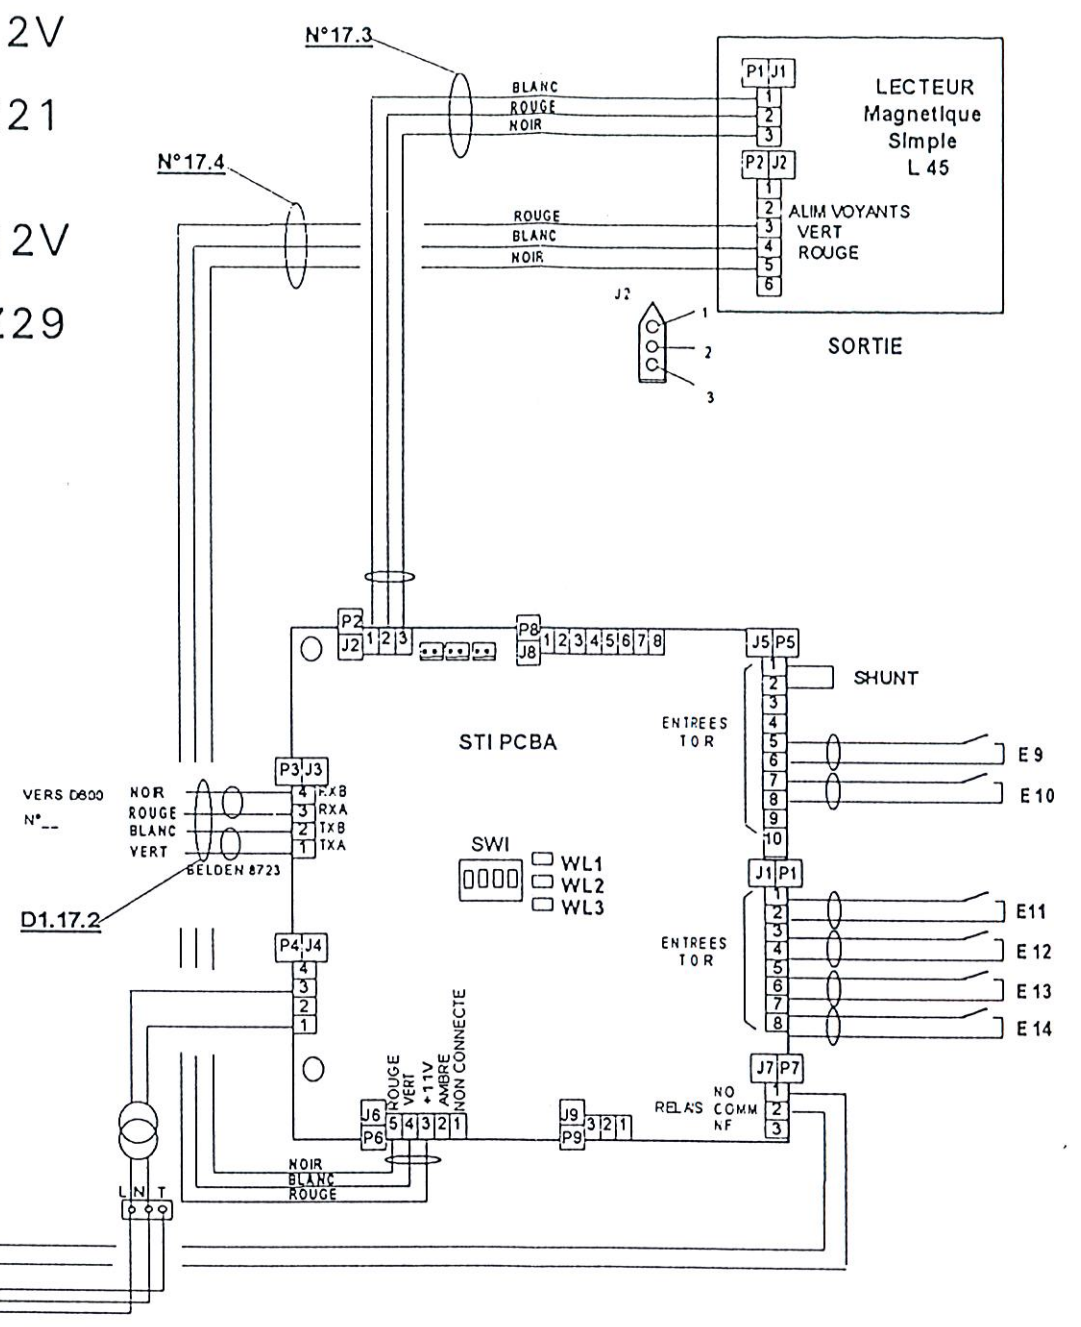 2V
N°17.3
21
BLANC
ROUGE
NOIR
P1 J1
1
2
3
LECTEUR
Magnetique
Simple
L 45
N°17.4
P2 J2
1
2
3
4
5
6
ALIM VOYANTS
VERT
ROUGE
2V
ROUGE
BLANC
NOIR
29
J2
1
2
3
SORTIE
P2
J2
1 2 3
P8
J8
1 2 3 4 5 6 7 8
J5 P5
1
2
3
4
5
6
7
8
9
10
SHUNT
ENTREES
TOR
STI PCBA
E 9
E 10
P3 J3
4 RXB
3 RXA
2 TXB
1 TXA
VERS D600
N°__
NOIR
ROUGE
BLANC
VERT
BELDEN 8723
D1.17.2
SWI
WL1
WL2
WL3
J1 P1
1
2
3
4
5
6
7
8
ENTREES
TOR
E11
E 12
E 13
E 14
P4 J4
4
3
2
1
J7 P7
1
2
3
RELAIS
NO
COMM
NF
ROUGE
VERT
+11V
AMBRE
NON CONNECTE
J6
P6
5 4 3 2 1
J9
P9
3 2 1
NOIR
BLANC
ROUGE
L N T